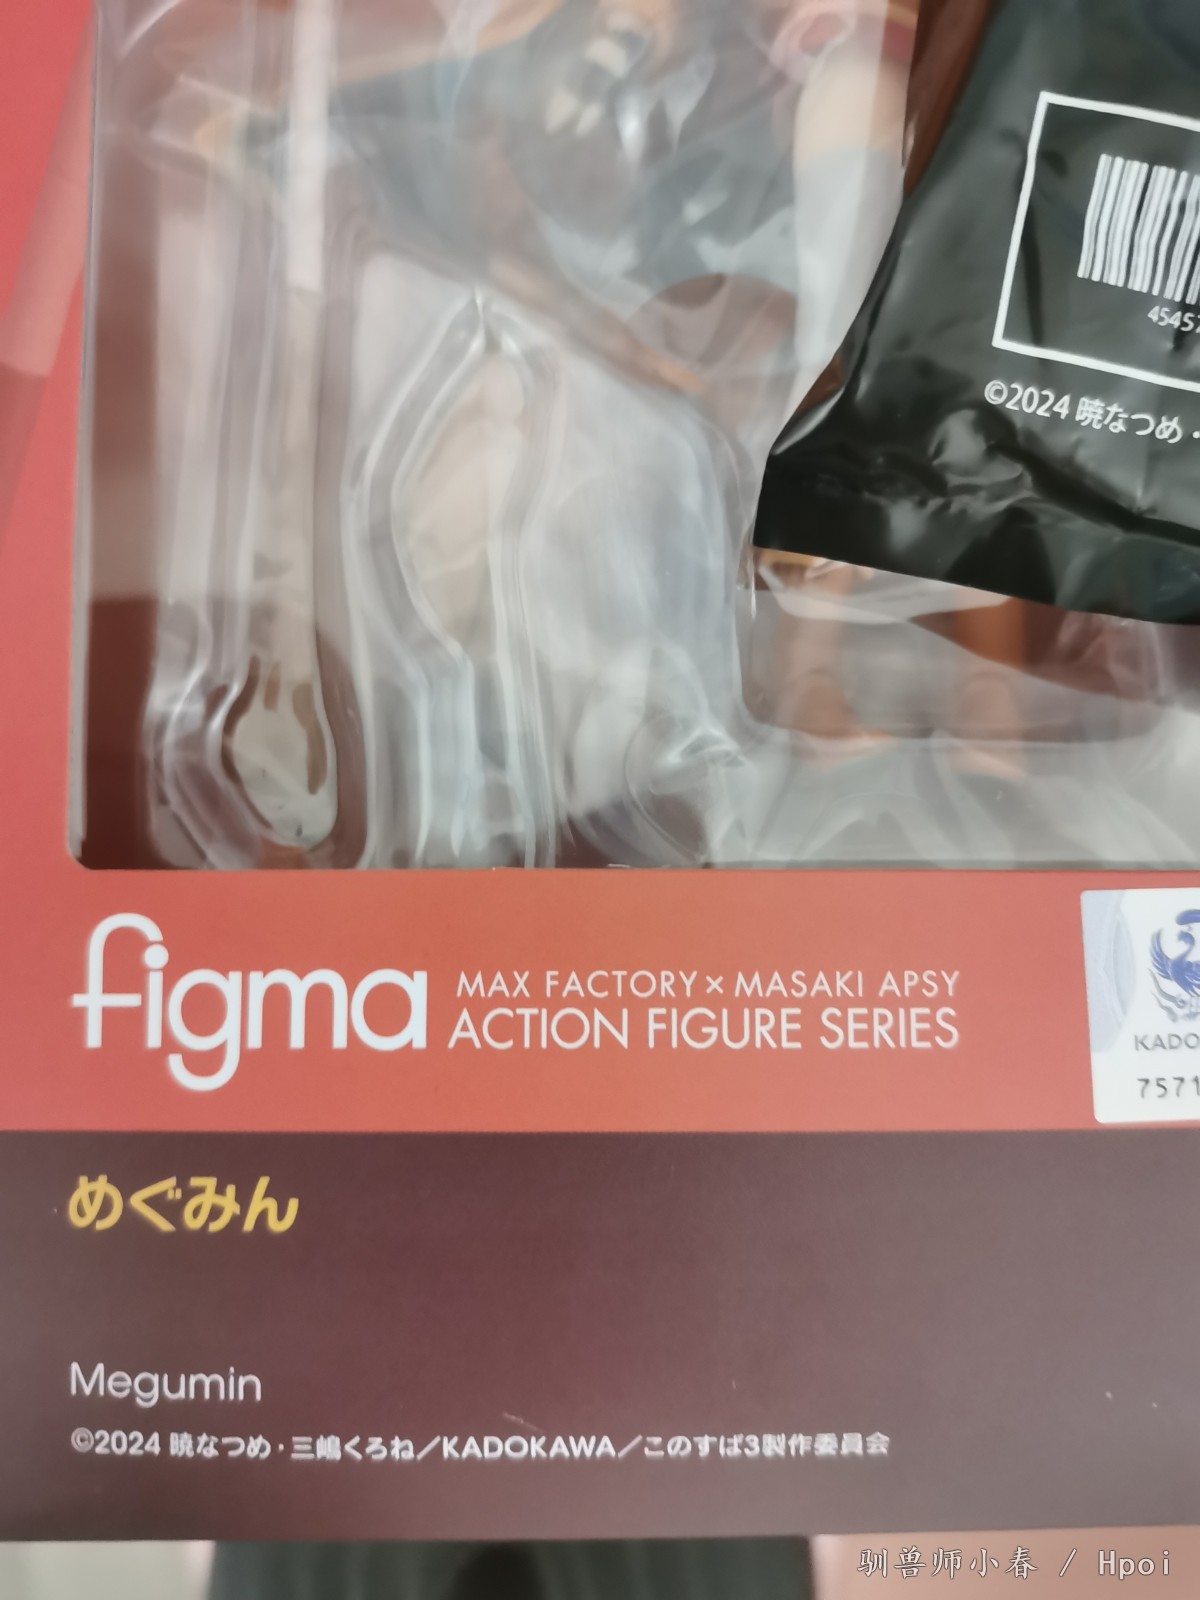 4545
©2024 暁なつめ・
figma
MAX FACTORY×MASAKI APSY
ACTION FIGURE SERIES
KADO
7571
めぐみん
Megumin
©2024 暁なつめ・三嶋くろね／KADOKAWA／このすば3製作委員会
驯兽师小春 / Hpoi